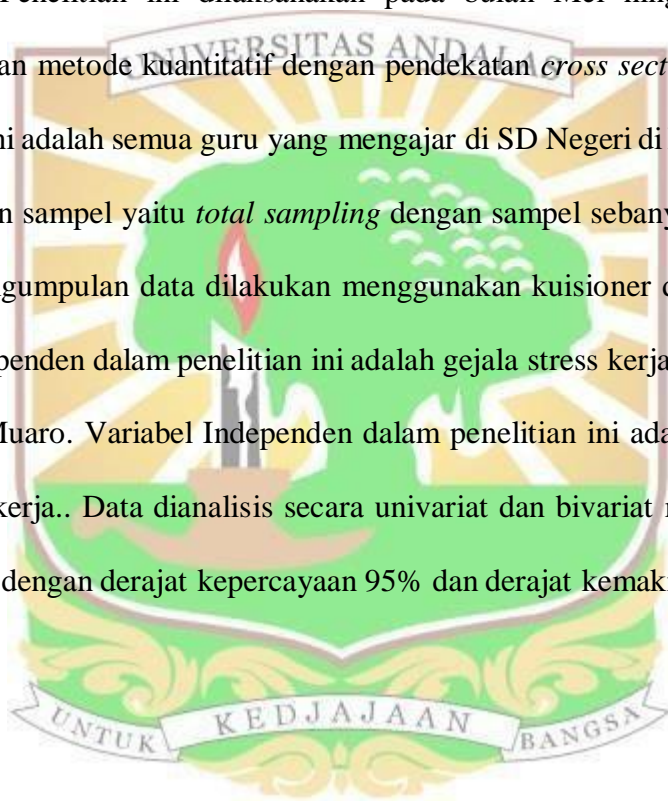 Penelitian ini dilaksanakan pada bulan Mei
UNIVERSITAS ANDALAS
an metode kuantitatif dengan pendekatan cross sect
ni adalah semua guru yang mengajar di SD Negeri di
n sampel yaitu total sampling dengan sampel sebany
ngumpulan data dilakukan menggunakan kuisioner d
penden dalam penelitian ini adalah gejala stress kerja
Muaro. Variabel Independen dalam penelitian ini ada
kerja.. Data dianalisis secara univariat dan bivariat
dengan derajat kepercayaan 95% dan derajat kemak
UNTUK KEDJAJAAN BANGSA